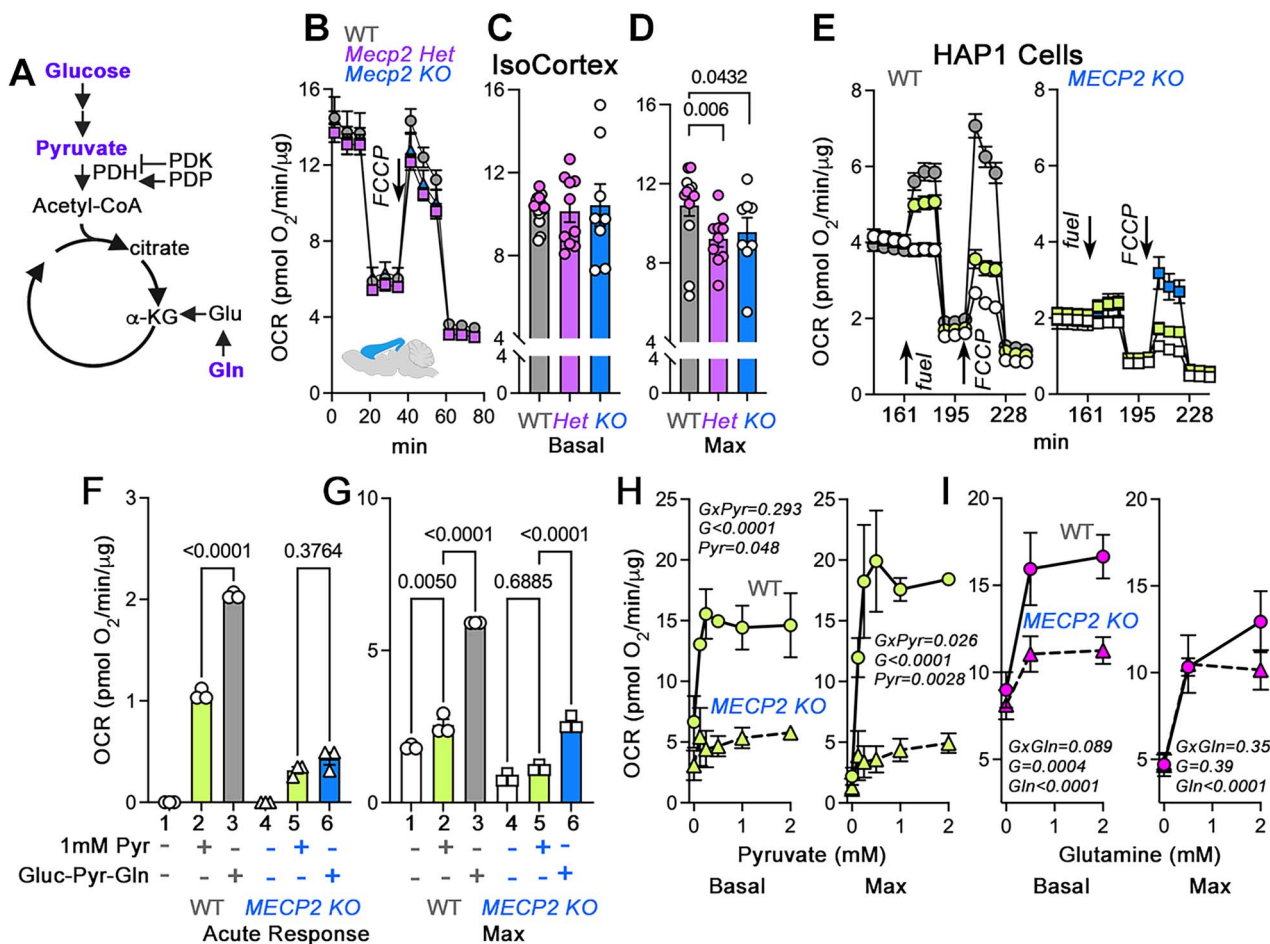 A
Glucose
Pyruvate
PDH
PDK
PDP
Acetyl-CoA
citrate
α-KG
Glu
Gln
B
WT
Mecp2 Het
Mecp2 KO
OCR (pmol O2/min/μg)
16
12
8
4
0
FCCP
0 20 40 60 80
min
C
IsoCortex
16
8
4
4
0
WT Het KO
Basal
D
0.0432
0.006
16
12
8
4
4
0
WT Het KO
Max
E
HAP1 Cells
WT
MECP2 KO
OCR (pmol O2/min/μg)
8
6
4
2
0
fuel
FCCP
161 195 228
8
6
4
2
0
fuel
FCCP
161 195 228
min
F
OCR (pmol O2/min/μg)
3
2
1
0
<0.0001
0.3764
1 2 3 4 5 6
1mM Pyr - + - - + -
Gluc-Pyr-Gln - - + - - +
WT MECP2 KO
Acute Response
G
10
5
0
<0.0001
<0.0001
0.0050
0.6885
1 2 3 4 5 6
- + - - + -
- - + - - +
WT MECP2 KO
Max
H
OCR (pmol O2/min/μg)
25
20
15
10
5
0
GxPyr=0.293
G<0.0001
Pyr=0.048
WT
MECP2 KO
0 1 2
Basal
25
20
15
10
5
0
GxPyr=0.026
G<0.0001
Pyr=0.0028
0 1 2
Max
Pyruvate (mM)
I
20
15
10
5
WT
MECP2 KO
GxGln=0.089
G=0.0004
Gln<0.0001
0 1 2
Basal
20
15
10
5
GxGln=0.35
G=0.39
Gln<0.0001
0 1 2
Max
Glutamine (mM)